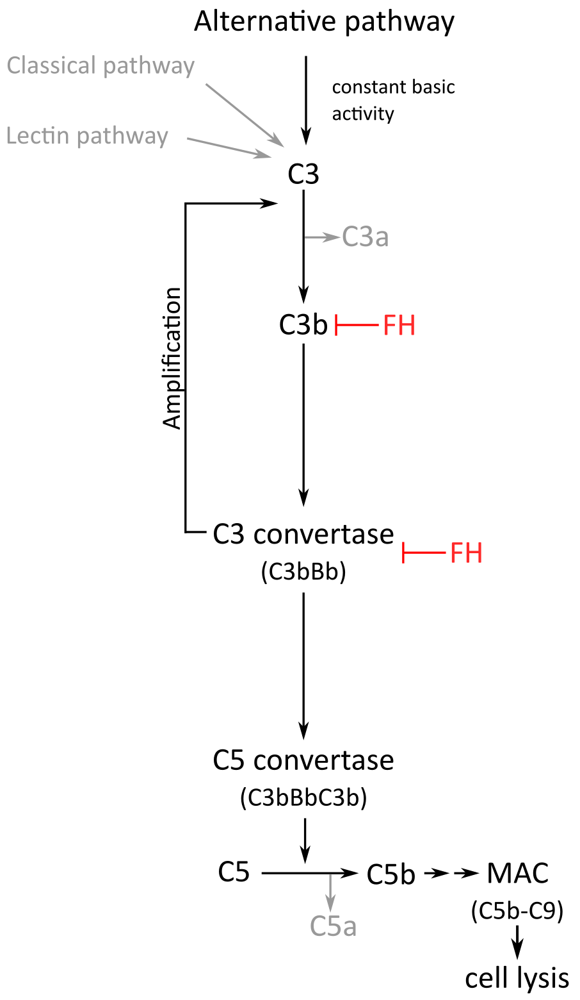 Alternative pathway
Classical pathway
constant basic
activity
Lectin pathway
C3
C3a
C3b
FH
Amplification
C3 convertase
(C3bBb)
FH
C5 convertase
(C3bBbC3b)
C5
C5b
MAC
(C5b-C9)
C5a
cell lysis